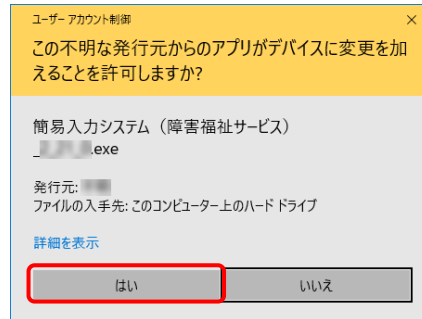 ユーザー アカウント制御
この不明な発行元からのアプリがデバイスに変更を加
えることを許可しますか?
簡易入力システム（障害福祉サービス）
.exe
発行元:
ファイルの入手先: このコンピューター上のハード ドライブ
詳細を表示
はい
いいえ